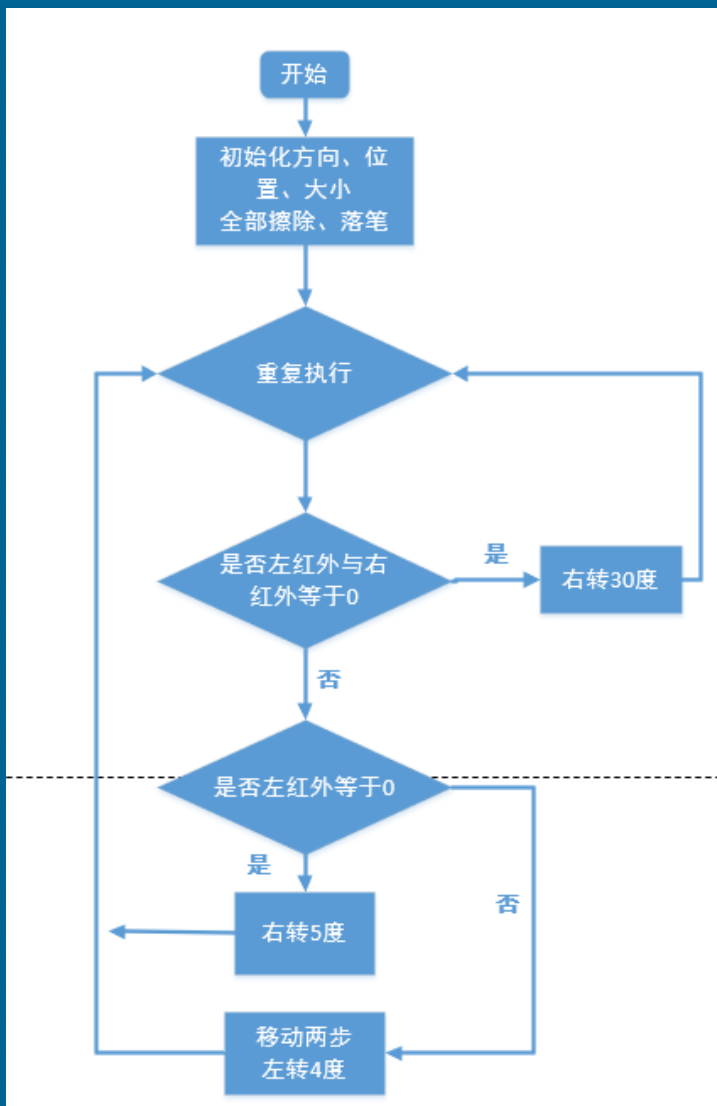 开始
初始化方向、位
置、大小
全部擦除、落笔
重复执行
是否左红外与右
红外等于0
是
右转30度
否
是否左红外等于0
是
否
右转5度
移动两步
左转4度